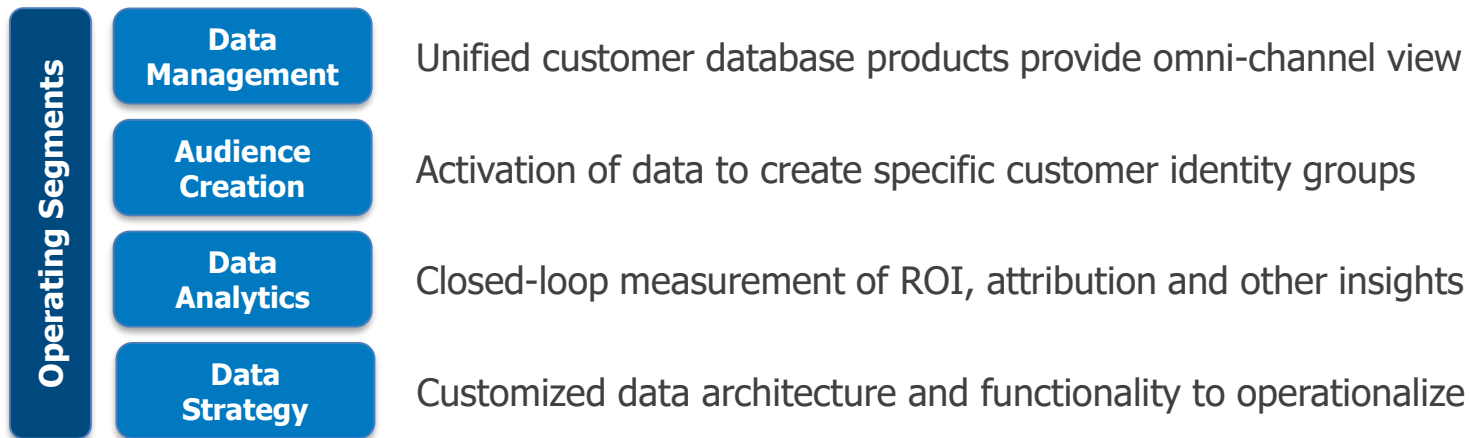 Operating Segments
Data
Management
Unified customer database products provide omni-channel view
Audience
Creation
Activation of data to create specific customer identity groups
Data
Analytics
Closed-loop measurement of ROI, attribution and other insights
Data
Strategy
Customized data architecture and functionality to operationalize